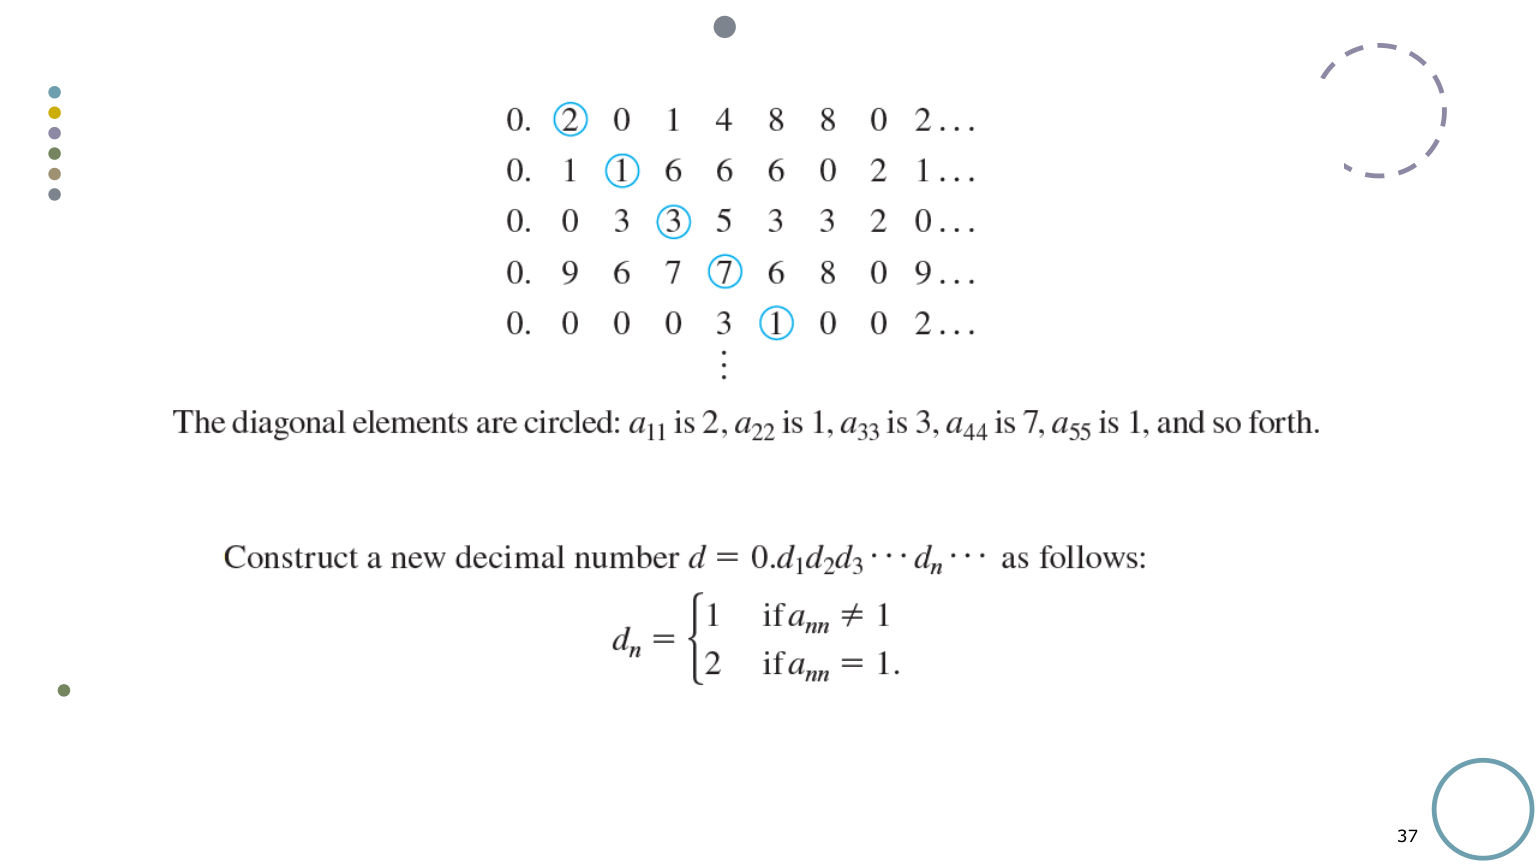 0. 2 0 1 4 8 8 0 2...
0. 1 1 6 6 6 0 2 1...
0. 0 3 3 5 3 3 2 0...
0. 9 6 7 7 6 8 0 9...
0. 0 0 0 3 1 0 0 2...
⋮
The diagonal elements are circled: a₁₁ is 2, a₂₂ is 1, a₃₃ is 3, a₄₄ is 7, a₅₅ is 1, and so forth.
Construct a new decimal number d = 0.d₁d₂d₃⋯dₙ⋯ as follows:
dₙ = { 1 if aₙₙ ≠ 1
2 if aₙₙ = 1.
37